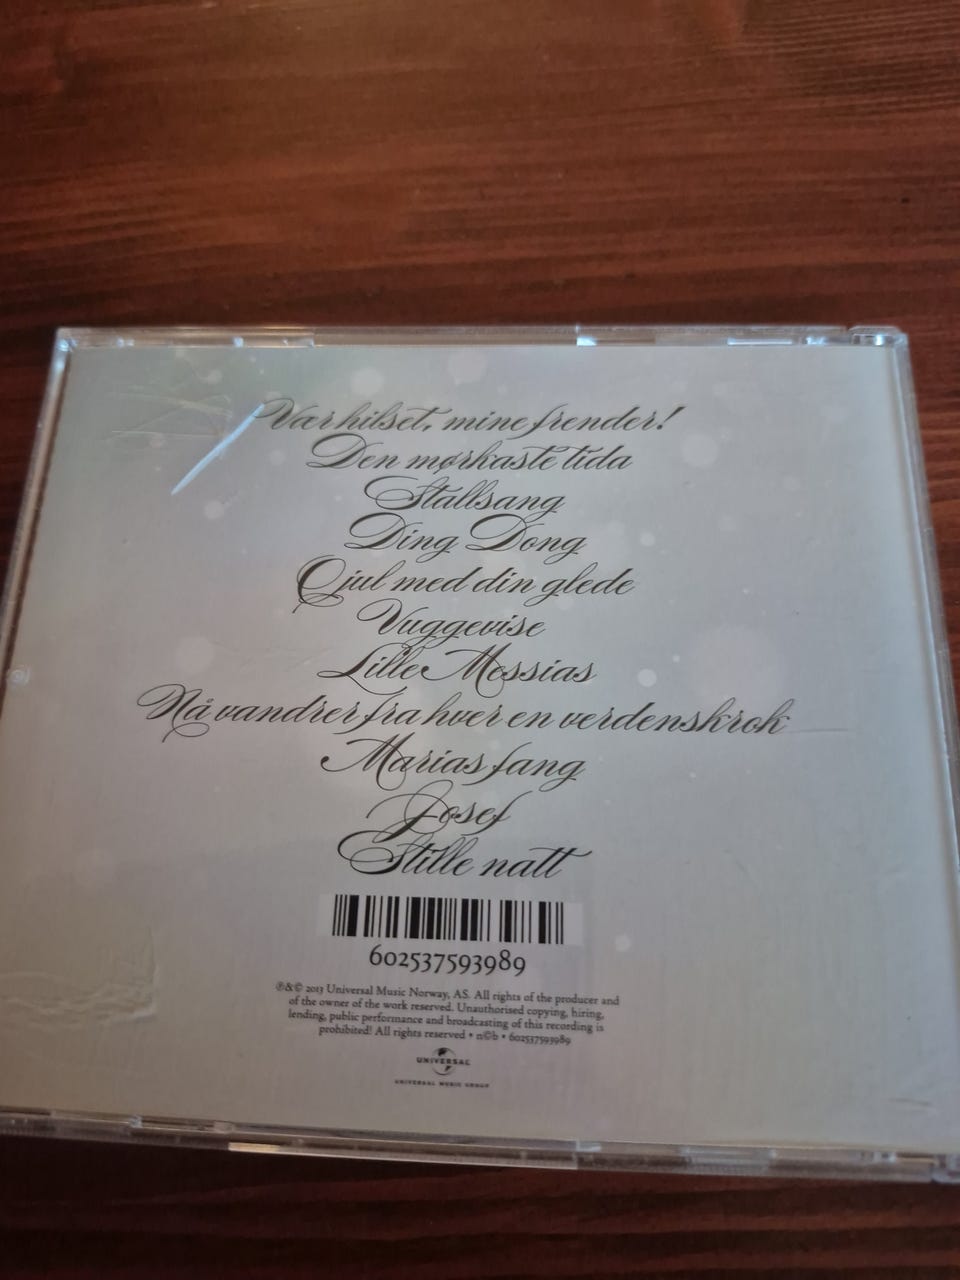 Vær hilset, mine frender!
Den mørkaste tida
Stallsang
Ding Dong
O jul med din glede
Vuggevise
Lille Messias
Nå vandrer fra hver en verdenskrok
Marias fang
Josef
Stille natt
602537593989
℗&© 2013 Universal Music Norway, AS. All rights of the producer and
of the owner of the work reserved. Unauthorised copying, hiring,
lending, public performance and broadcasting of this recording is
prohibited! All rights reserved • n©b • 602537593989
UNIVERSAL
UNIVERSAL MUSIC GROUP